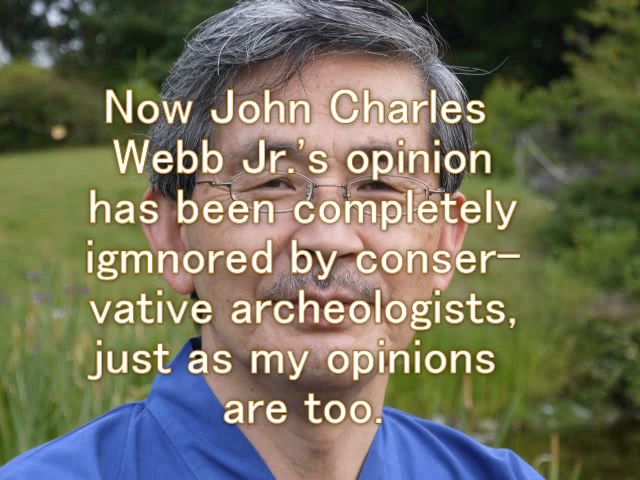 Now John Charles
Webb Jr.'s opinion
has been completely
igmnored by conser-
vative archeologists,
just as my opinions
are too.